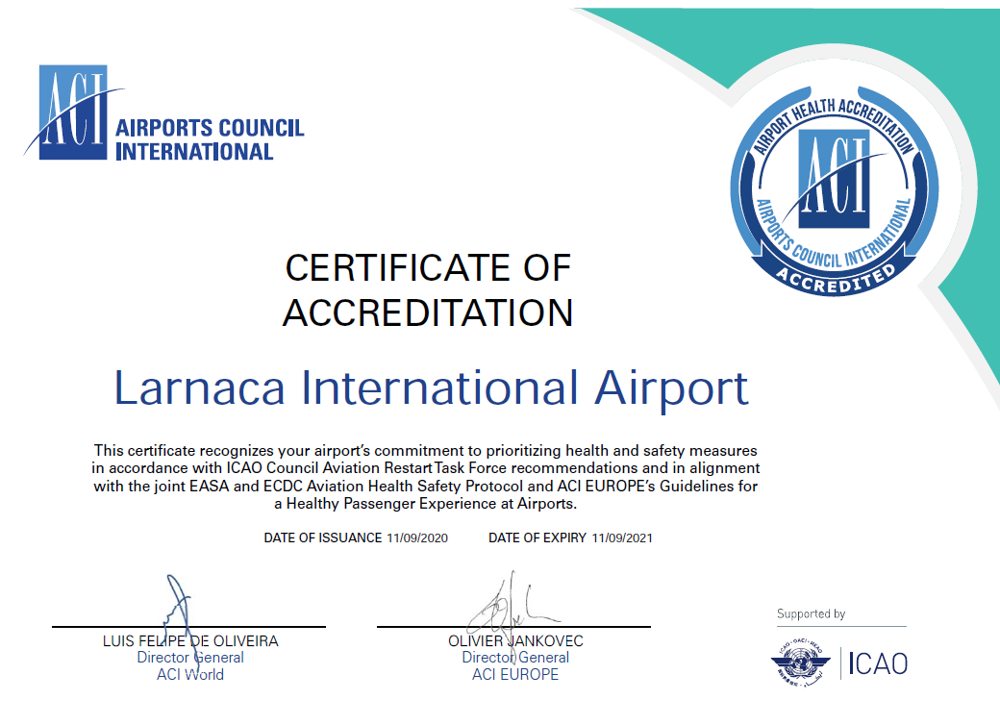 ACI
AIRPORTS COUNCIL
INTERNATIONAL
AIRPORT HEALTH ACCREDITATION
ACI
AIRPORTS COUNCIL INTERNATIONAL
ACCREDITED
CERTIFICATE OF
ACCREDITATION
Larnaca International Airport
This certificate recognizes your airport's commitment to prioritizing health and safety measures
in accordance with ICAO Council Aviation Restart Task Force recommendations and in alignment
with the joint EASA and ECDC Aviation Health Safety Protocol and ACI EUROPE's Guidelines for
a Healthy Passenger Experience at Airports.
DATE OF ISSUANCE 11/09/2020 DATE OF EXPIRY 11/09/2021
LUIS FELIPE DE OLIVEIRA
Director General
ACI World
OLIVIER JANKOVEC
Director General
ACI EUROPE
Supported by
ICAO